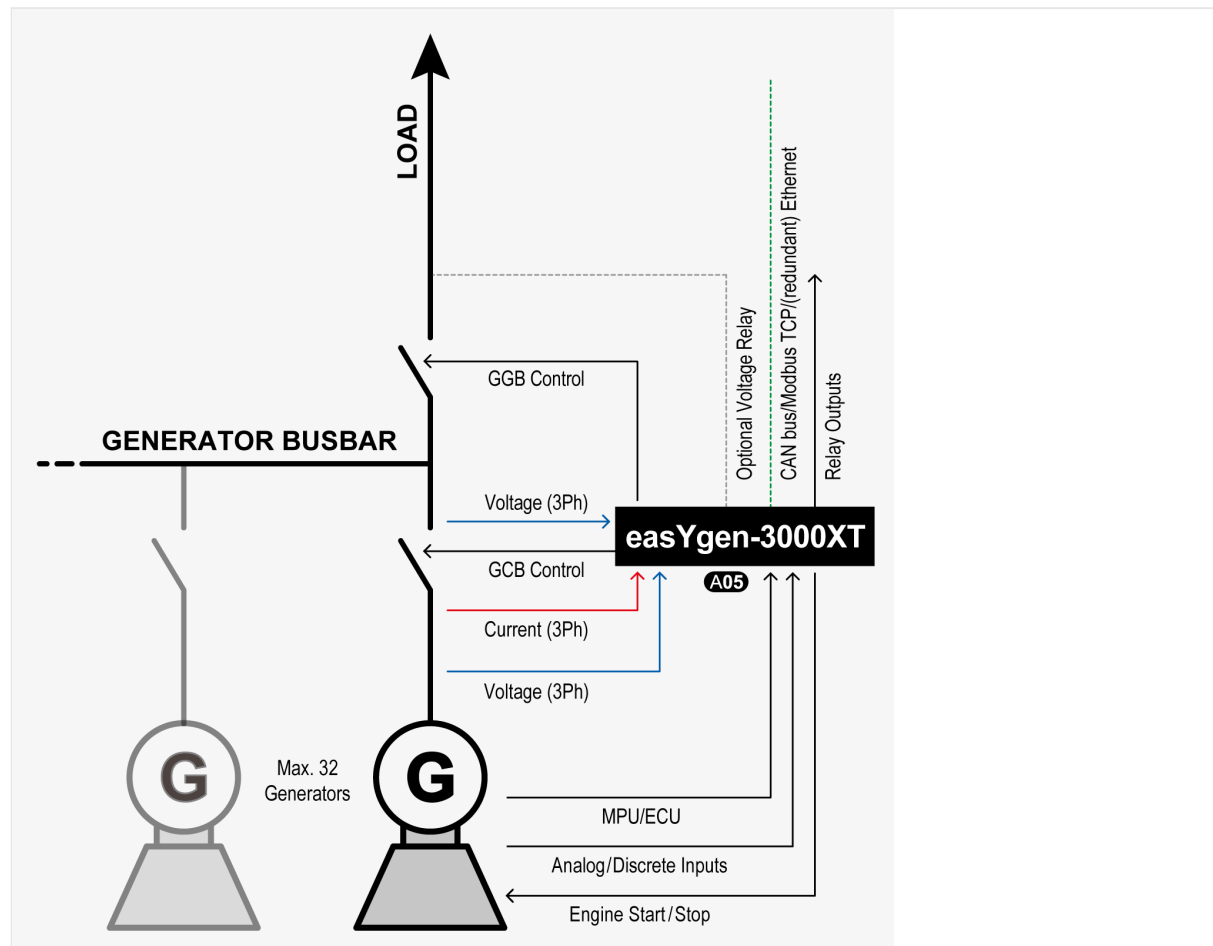 LOAD
Optional Voltage Relay
CAN bus/Modbus TCP/(redundant) Ethernet
Relay Outputs
GGB Control
GENERATOR BUSBAR
Voltage (3Ph)
easYgen-3000XT
GCB Control
A05
Current (3Ph)
Voltage (3Ph)
G
Max. 32
Generators
G
MPU/ECU
Analog/Discrete Inputs
Engine Start/Stop